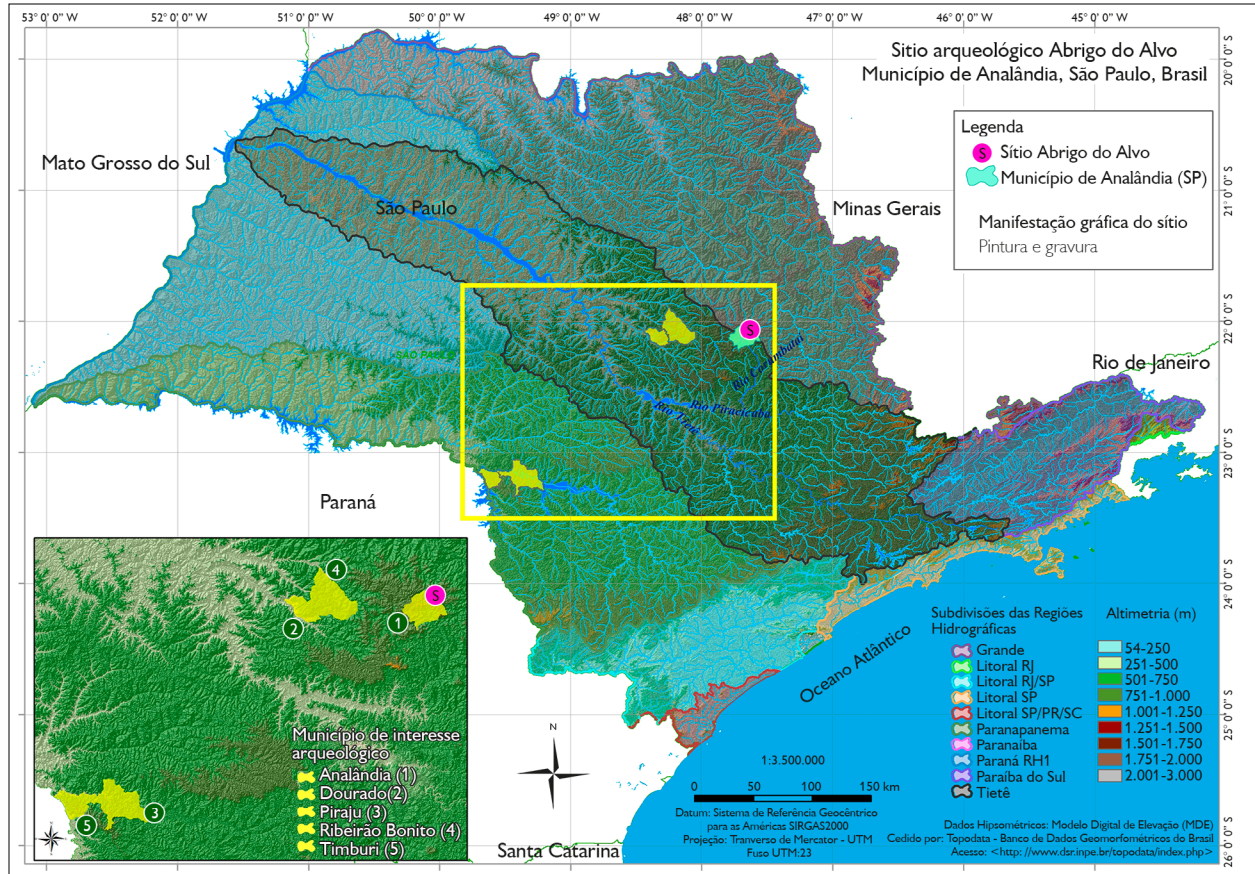 53° 0' 0" W
52° 0' 0" W
51° 0' 0" W
50° 0' 0" W
49° 0' 0" W
48° 0' 0" W
47° 0' 0" W
46° 0' 0" W
45° 0' 0" W
20° 0' 0" S
21° 0' 0" S
22° 0' 0" S
23° 0' 0" S
24° 0' 0" S
25° 0' 0" S
26° 0' 0" S
Sitio arqueológico Abrigo do Alvo
Município de Analândia, São Paulo, Brasil
Legenda
S Sítio Abrigo do Alvo
Município de Analândia (SP)
Manifestação gráfica do sítio
Pintura e gravura
Mato Grosso do Sul
São Paulo
Minas Gerais
SÃO PAULO
S
Rio Corumbataí
Rio Piracicaba
Rio Tietê
Rio de Janeiro
Paraná
Oceano Atlântico
Santa Catarina
4
S
2
1
3
5
Município de interesse
arqueológico
Analândia (1)
Dourado(2)
Piraju (3)
Ribeirão Bonito (4)
Timburi (5)
N
1:3.500.000
0 50 100 150 km
Datum: Sistema de Referência Geocêntrico
para as Américas SIRGAS2000
Projeção: Tranverso de Mercator - UTM
Fuso UTM:23
Subdivisões das Regiões
Hidrográficas
Grande
Litoral RJ
Litoral RJ/SP
Litoral SP
Litoral SP/PR/SC
Paranapanema
Paranaíba
Paraná RH1
Paraíba do Sul
Tietê
Altimetria (m)
54-250
251-500
501-750
751-1.000
1.001-1.250
1.251-1.500
1.501-1.750
1.751-2.000
2.001-3.000
Dados Hipsométricos: Modelo Digital de Elevação (MDE)
Cedido por: Topodata - Banco de Dados Geomorfométricos do Brasil
Acesso: <http://www.dsr.inpe.br/topodata/index.php>